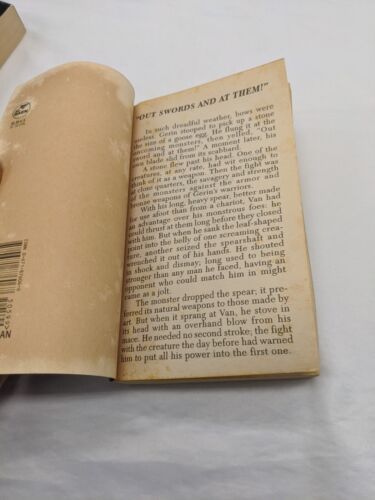 "OUT SWORDS AND AT THEM!"
In such dreadful weather, bows were
useless. Gerin stooped to pick up a stone
the size of a goose egg. He flung it at the
oncoming monsters, then yelled, "Out
sword and at them!" A moment later, his
own blade slid from its scabbard.
A stone flew past his head. One of the
creatures, at any rate, had wit enough to
think of it as a weapon. Then the fight was
at close quarters, the savagery and strength
of the monsters against the armor and
bronze weapons of Gerin's warriors.
With his long, heavy spear, better made
for use afoot than from a chariot, Van had
an advantage over his monstrous foes: he
could thrust at them long before they closed
with him. But when he sank the leaf-shaped
point into the belly of one screaming crea-
ture, another seized the spearshaft and
wrenched it out of his hands. He shouted
in shock and dismay; long used to being
stronger than any man he faced, having an
opponent who could match him in might
came as a jolt.
The monster dropped the spear; it pre-
ferred its natural weapons to those made by
art. But when it sprang at Van, he stove in
its head with an overhand blow from his
mace. He needed no second stroke; the fight
with the creature the day before had warned
him to put all his power into the first one.